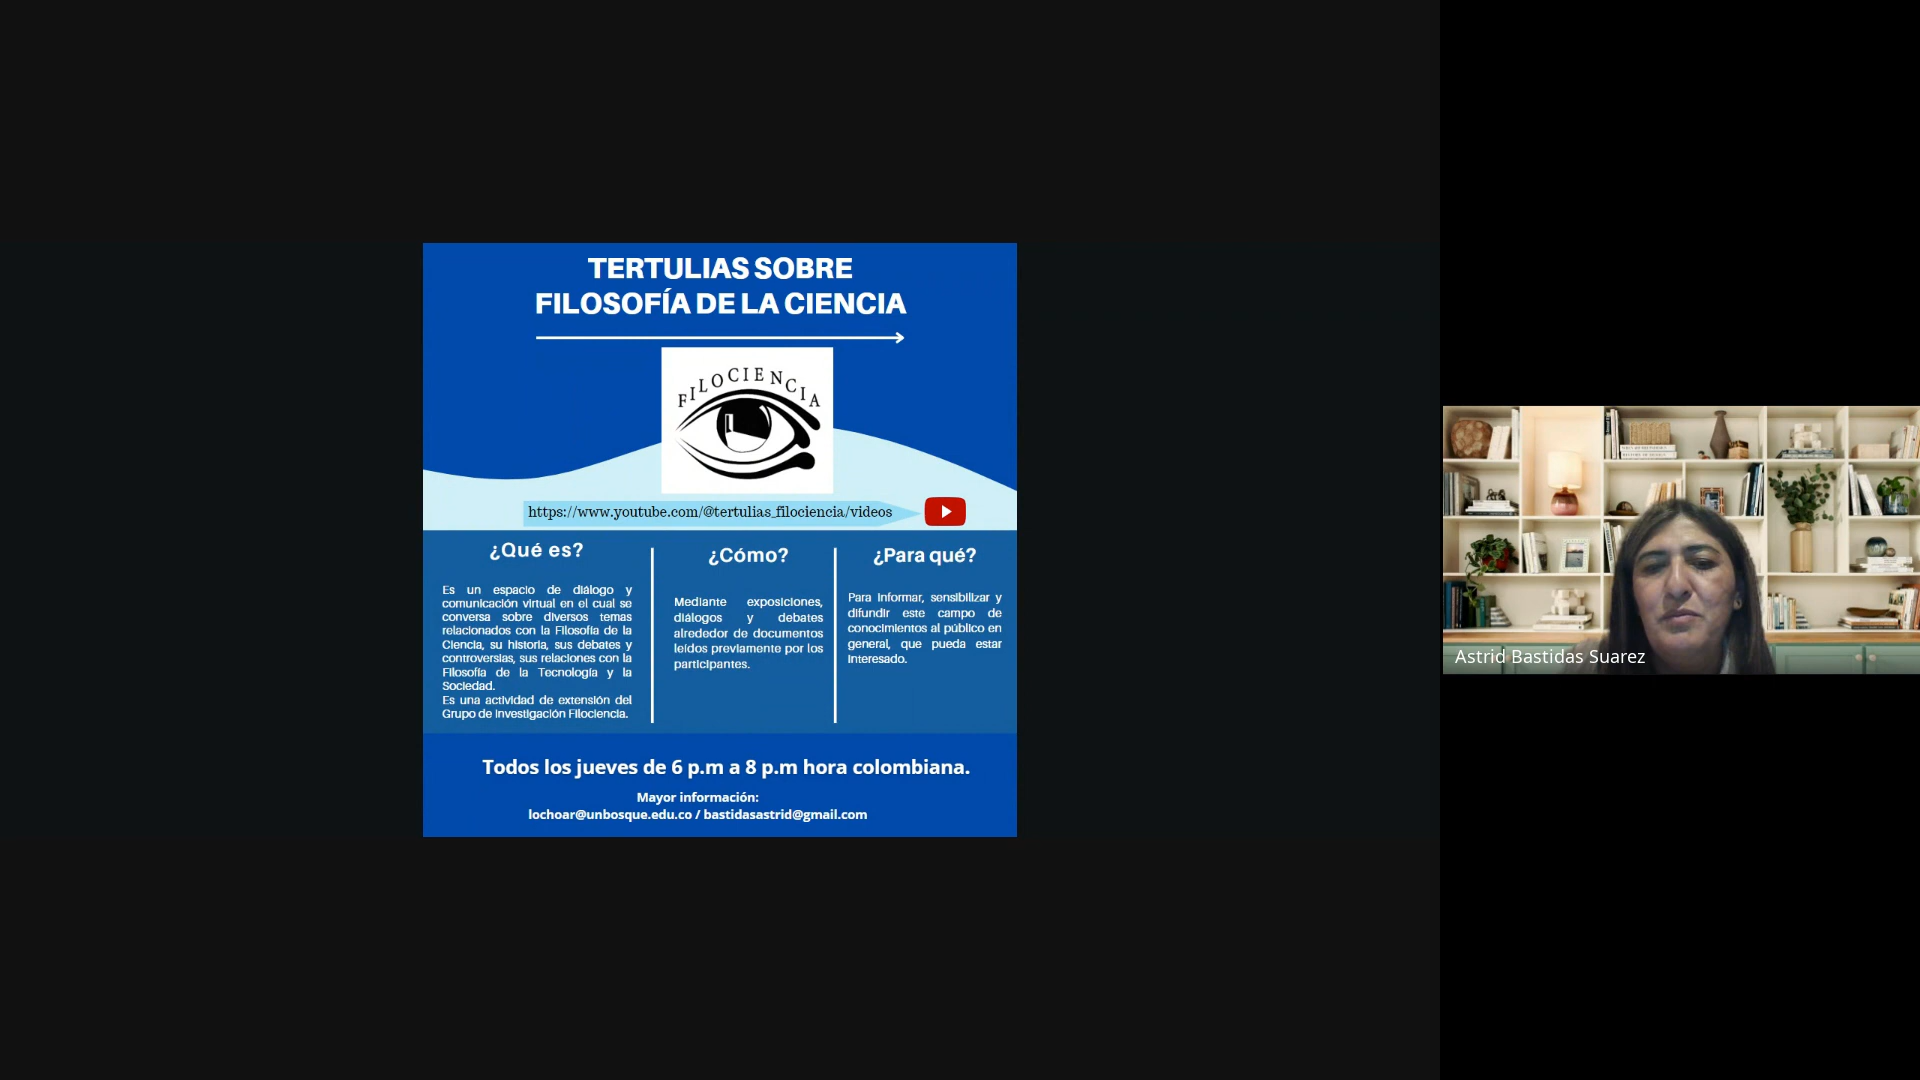 TERTULIAS SOBRE
FILOSOFÍA DE LA CIENCIA
FILOCIENCIA
https://www.youtube.com/@tertulias_filociencia/videos
¿Qué es?
Es un espacio de diálogo y
comunicación virtual en el cual se
conversa sobre diversos temas
relacionados con la Filosofía de la
Ciencia, su historia, sus debates y
controversias, sus relaciones con la
Filosofía de la Tecnología y la
Sociedad.
Es una actividad de extensión del
Grupo de Investigación Filociencia.
¿Cómo?
Mediante exposiciones,
diálogos y debates
alrededor de documentos
leídos previamente por los
participantes.
¿Para qué?
Para informar, sensibilizar y
difundir este campo de
conocimientos al público en
general, que pueda estar
interesado.
Todos los jueves de 6 p.m a 8 p.m hora colombiana.
Mayor información:
lochoar@unbosque.edu.co / bastidasastrid@gmail.com
Astrid Bastidas Suarez